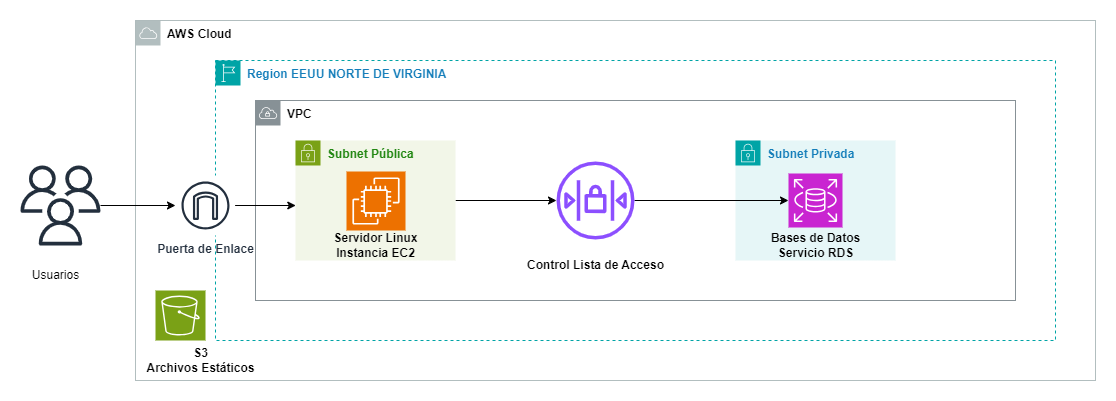 AWS Cloud
Region EEUU NORTE DE VIRGINIA
VPC
Subnet Pública
Subnet Privada
Servidor Linux
Instancia EC2
Bases de Datos
Servicio RDS
Puerta de Enlace
Control Lista de Acceso
Usuarios
S3
Archivos Estáticos